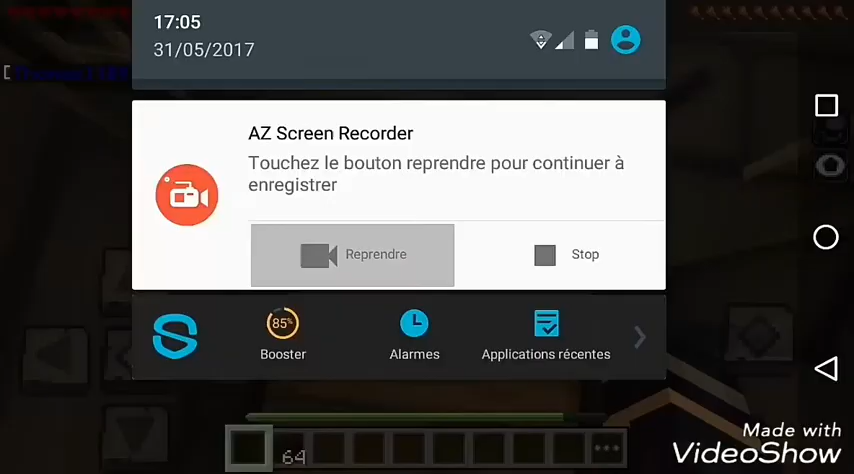 17:05
31/05/2017
AZ Screen Recorder
Touchez le bouton reprendre pour continuer à
enregistrer
Reprendre
Stop
85%
Booster
Alarmes
Applications récentes
64
Made with
VideoShow